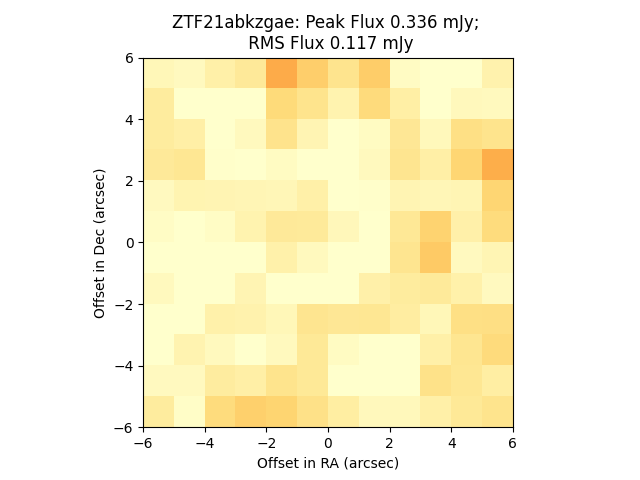 ZTF21abkzgae: Peak Flux 0.336 mJy;
RMS Flux 0.117 mJy
6
4
2
0
−2
−4
−6
Offset in Dec (arcsec)
−6 −4 −2 0 2 4 6
Offset in RA (arcsec)